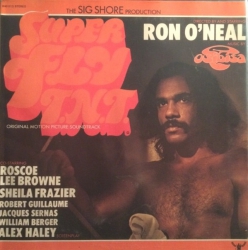 THE SIG SHORE PRODUCTION
RON O'NEAL
SUPER
FLY
T.N.T.
ORIGINAL MOTION PICTURE SOUNDTRACK
ROSCOE
LEE BROWNE
SHEILA FRAZIER
ROBERT GUILLAUME
JACQUES SERNAS
WILLIAM BERGER
ALEX HALEY